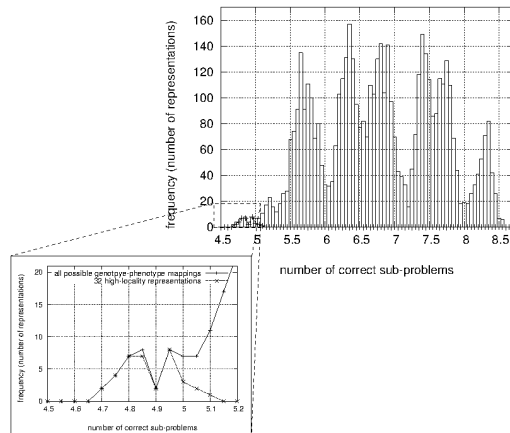 160
140
120
100
80
60
40
20
0
frequency (number of representations)
4.5 5 5.5 6 6.5 7 7.5 8 8.5
number of correct sub-problems
20
15
10
5
0
frequency (number of representations)
all possible genotpye-phenotype mappings
32 high-locality representations
4.5 4.6 4.7 4.8 4.9 5 5.1 5.2
number of correct sub-problems